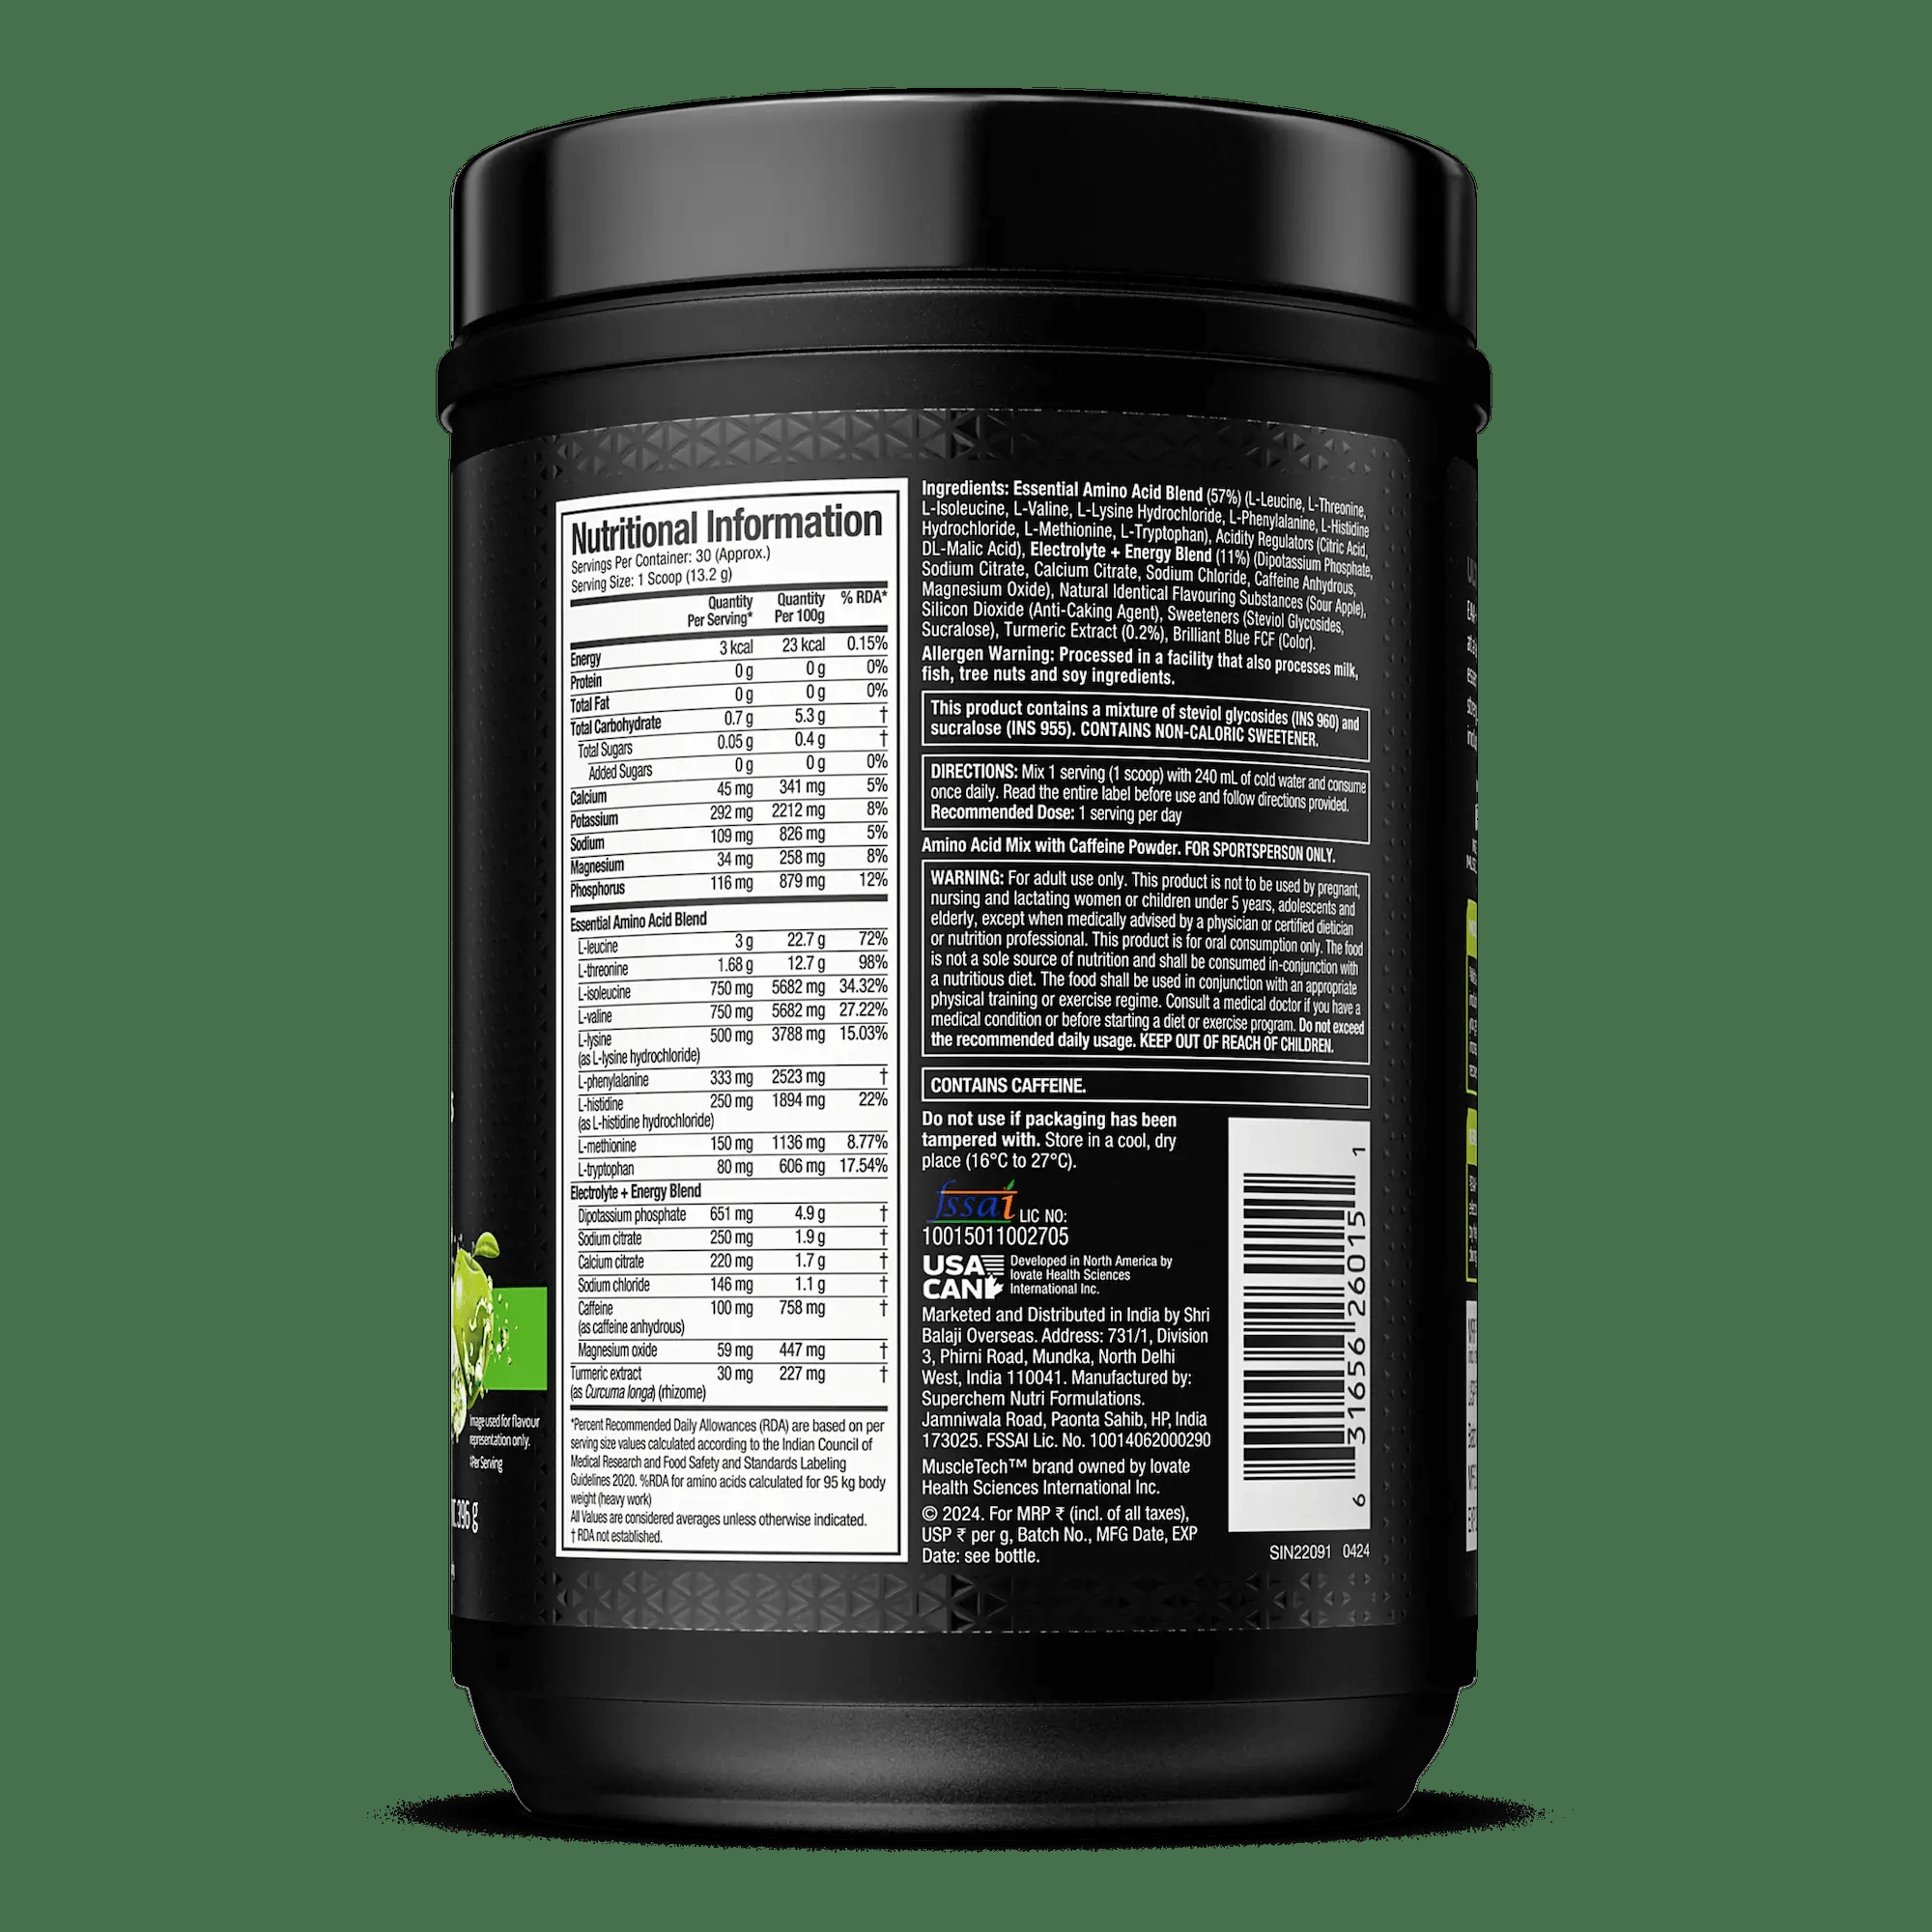 Nutritional Information
Servings Per Container: 30 (Approx.)
Serving Size: 1 Scoop (13.2 g)
Quantity Per Serving* Quantity Per 100g % RDA*
Energy 3 kcal 23 kcal 0.15%
Protein 0 g 0 g 0%
Total Fat 0 g 0 g 0%
Total Carbohydrate 0.7 g 5.3 g †
Total Sugars 0.05 g 0.4 g †
Added Sugars 0 g 0 g 0%
Calcium 45 mg 341 mg 5%
Potassium 292 mg 2212 mg 8%
Sodium 109 mg 826 mg 5%
Magnesium 34 mg 258 mg 8%
Phosphorus 116 mg 879 mg 12%
Essential Amino Acid Blend
L-leucine 3 g 22.7 g 72%
L-threonine 1.68 g 12.7 g 98%
L-isoleucine 750 mg 5682 mg 34.32%
L-valine 750 mg 5682 mg 27.22%
L-lysine 500 mg 3788 mg 15.03%
(as L-lysine hydrochloride)
L-phenylalanine 333 mg 2523 mg †
L-histidine 250 mg 1894 mg 22%
(as L-histidine hydrochloride)
L-methionine 150 mg 1136 mg 8.77%
L-tryptophan 80 mg 606 mg 17.54%
Electrolyte + Energy Blend
Dipotassium phosphate 651 mg 4.9 g †
Sodium citrate 250 mg 1.9 g †
Calcium citrate 220 mg 1.7 g †
Sodium chloride 146 mg 1.1 g †
Caffeine 100 mg 758 mg †
(as caffeine anhydrous)
Magnesium oxide 59 mg 447 mg †
Turmeric extract 30 mg 227 mg †
(as Curcuma longa) (rhizome)
*Percent Recommended Daily Allowances (RDA) are based on per
serving size values calculated according to the Indian Council of
Medical Research and Food Safety and Standards Labeling
Guidelines 2020. %RDA for amino acids calculated for 95 kg body
weight (heavy work)
All Values are considered averages unless otherwise indicated.
† RDA not established.
Ingredients: Essential Amino Acid Blend (57%) (L-Leucine, L-Threonine,
L-Isoleucine, L-Valine, L-Lysine Hydrochloride, L-Phenylalanine, L-Histidine
Hydrochloride, L-Methionine, L-Tryptophan), Acidity Regulators (Citric Acid,
DL-Malic Acid), Electrolyte + Energy Blend (11%) (Dipotassium Phosphate,
Sodium Citrate, Calcium Citrate, Sodium Chloride, Caffeine Anhydrous,
Magnesium Oxide), Natural Identical Flavouring Substances (Sour Apple),
Silicon Dioxide (Anti-Caking Agent), Sweeteners (Steviol Glycosides,
Sucralose), Turmeric Extract (0.2%), Brilliant Blue FCF (Color).
Allergen Warning: Processed in a facility that also processes milk,
fish, tree nuts and soy ingredients.
This product contains a mixture of steviol glycosides (INS 960) and
sucralose (INS 955). CONTAINS NON-CALORIC SWEETENER.
DIRECTIONS: Mix 1 serving (1 scoop) with 240 mL of cold water and consume
once daily. Read the entire label before use and follow directions provided.
Recommended Dose: 1 serving per day
Amino Acid Mix with Caffeine Powder. FOR SPORTSPERSON ONLY.
WARNING: For adult use only. This product is not to be used by pregnant,
nursing and lactating women or children under 5 years, adolescents and
elderly, except when medically advised by a physician or certified dietician
or nutrition professional. This product is for oral consumption only. The food
is not a sole source of nutrition and shall be consumed in-conjunction with
a nutritious diet. The food shall be used in conjunction with an appropriate
physical training or exercise regime. Consult a medical doctor if you have a
medical condition or before starting a diet or exercise program. Do not exceed
the recommended daily usage. KEEP OUT OF REACH OF CHILDREN.
CONTAINS CAFFEINE.
Do not use if packaging has been
tampered with. Store in a cool, dry
place (16°C to 27°C).
fssai LIC NO:
10015011002705
USA
CAN
Developed in North America by
Iovate Health Sciences
International Inc.
Marketed and Distributed in India by Shri
Balaji Overseas. Address: 731/1, Division
3, Phirni Road, Mundka, North Delhi
West, India 110041. Manufactured by:
Superchem Nutri Formulations.
Jamniwala Road, Paonta Sahib, HP, India
173025. FSSAI Lic. No. 10014062000290
MuscleTech™ brand owned by Iovate
Health Sciences International Inc.
© 2024. For MRP ₹ (incl. of all taxes),
USP ₹ per g, Batch No., MFG Date, EXP
Date: see bottle.
6 31656 26015 1
SIN22091 0424
Image used for flavour
representation only.
‡Per Serving
396 g